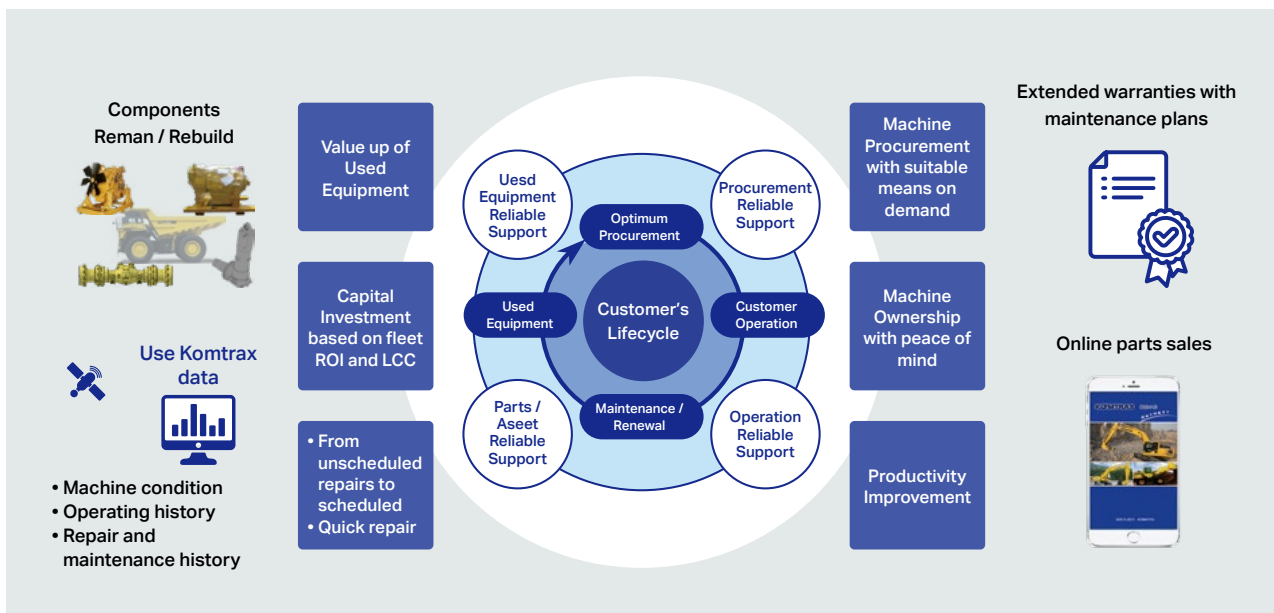 Components
Reman / Rebuild
Use Komtrax
data
• Machine condition
• Operating history
• Repair and
maintenance history
Value up of
Used
Equipment
Capital
Investment
based on fleet
ROI and LCC
• From
unscheduled
repairs to
scheduled
• Quick repair
Uesd
Equipment
Reliable
Support
Procurement
Reliable
Support
Optimum
Procurement
Used
Equipment
Customer's
Lifecycle
Customer
Operation
Maintenance /
Renewal
Parts /
Aseet
Reliable
Support
Operation
Reliable
Support
Machine
Procurement
with suitable
means on
demand
Machine
Ownership
with peace of
mind
Productivity
Improvement
Extended warranties with
maintenance plans
Online parts sales